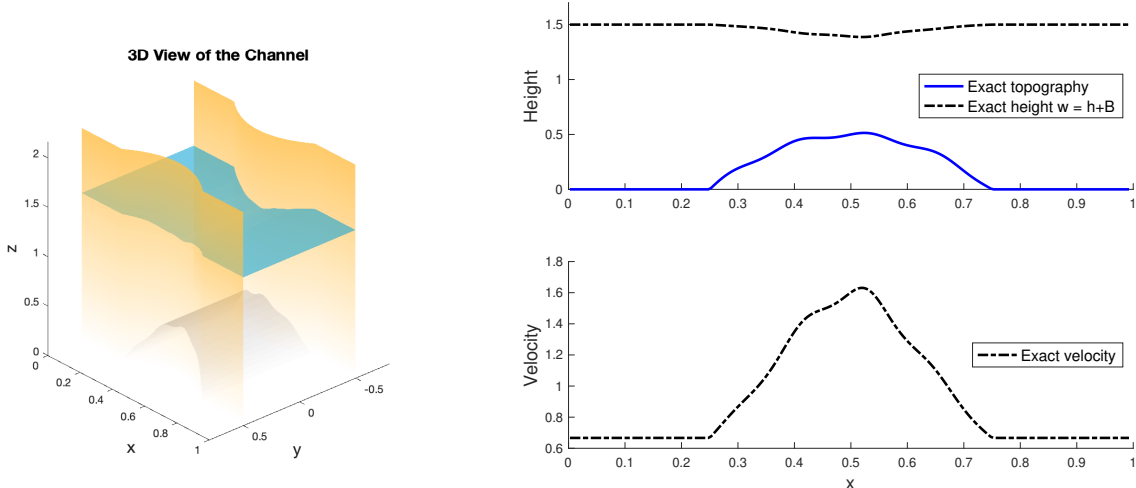 3D View of the Channel
2
1.5
1
0.5
0
z
0
0.2
0.4
0.6
0.8
1
x
0.5
0
-0.5
y
1.5
1
0.5
0
Height
Exact topography
Exact height w = h+B
0 0.1 0.2 0.3 0.4 0.5 0.6 0.7 0.8 0.9 1
1.8
1.6
1.4
1.2
1
0.8
0.6
Velocity
Exact velocity
0 0.1 0.2 0.3 0.4 0.5 0.6 0.7 0.8 0.9 1
x